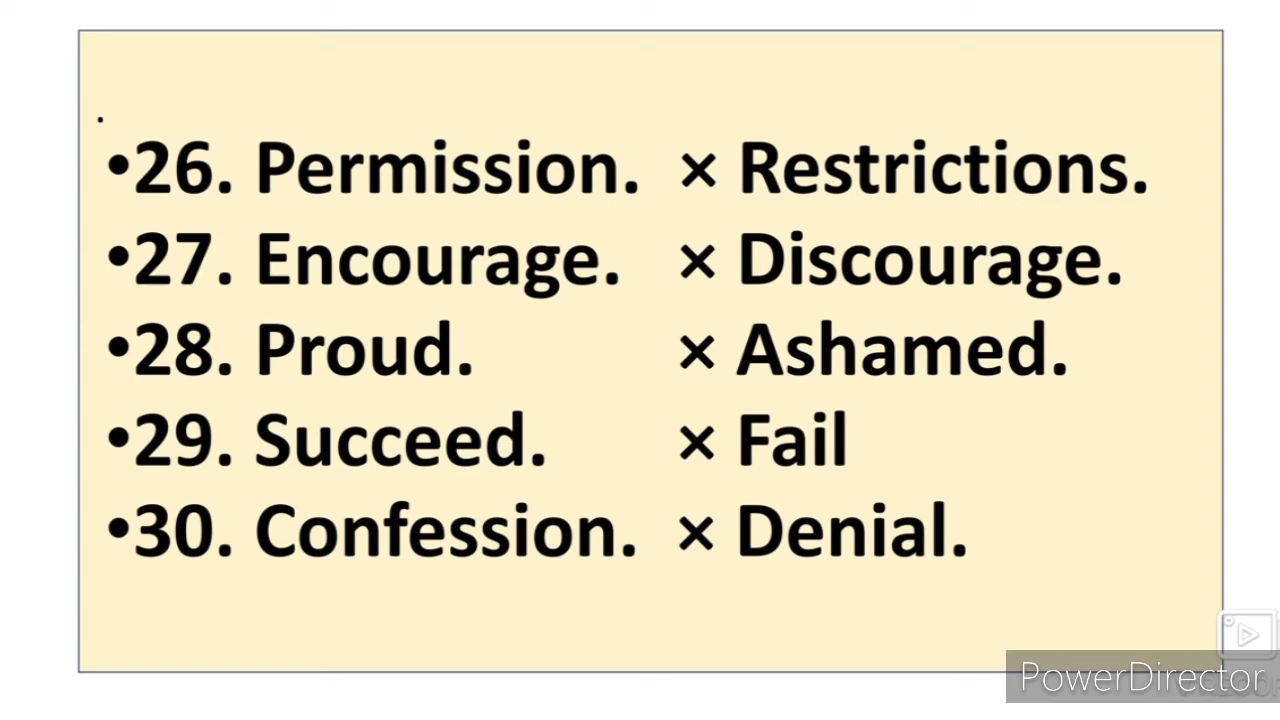 .
•26. Permission. × Restrictions.
•27. Encourage. × Discourage.
•28. Proud. × Ashamed.
•29. Succeed. × Fail
•30. Confession. × Denial.
PowerDirector